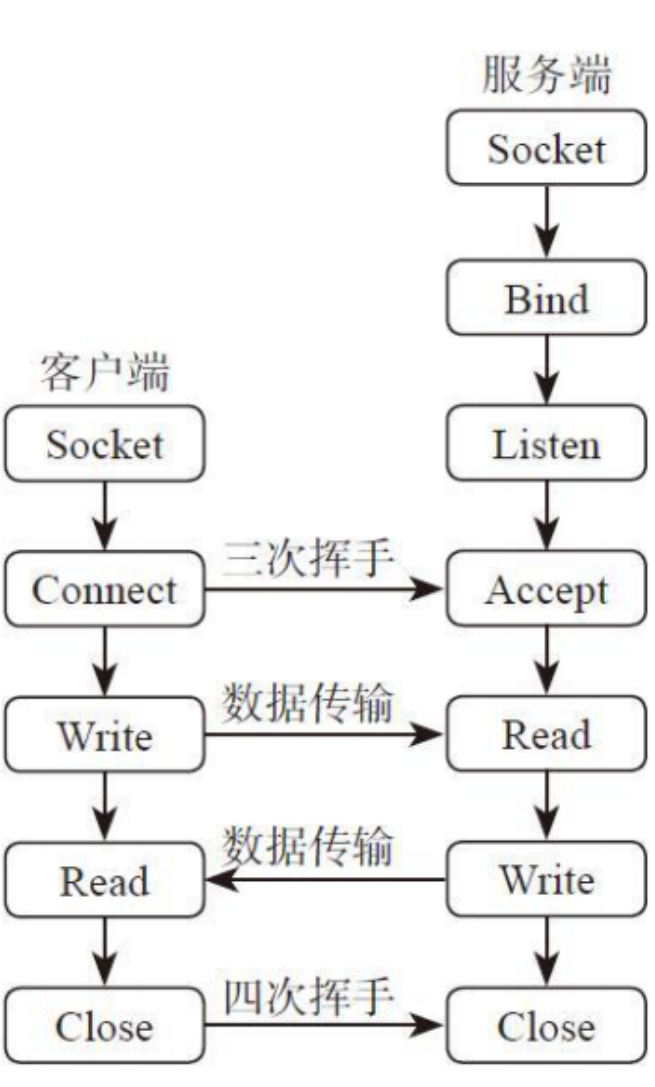 服务端
Socket
Bind
客户端
Socket
Listen
Connect
三次挥手
Accept
Write
数据传输
Read
Read
数据传输
Write
Close
四次挥手
Close